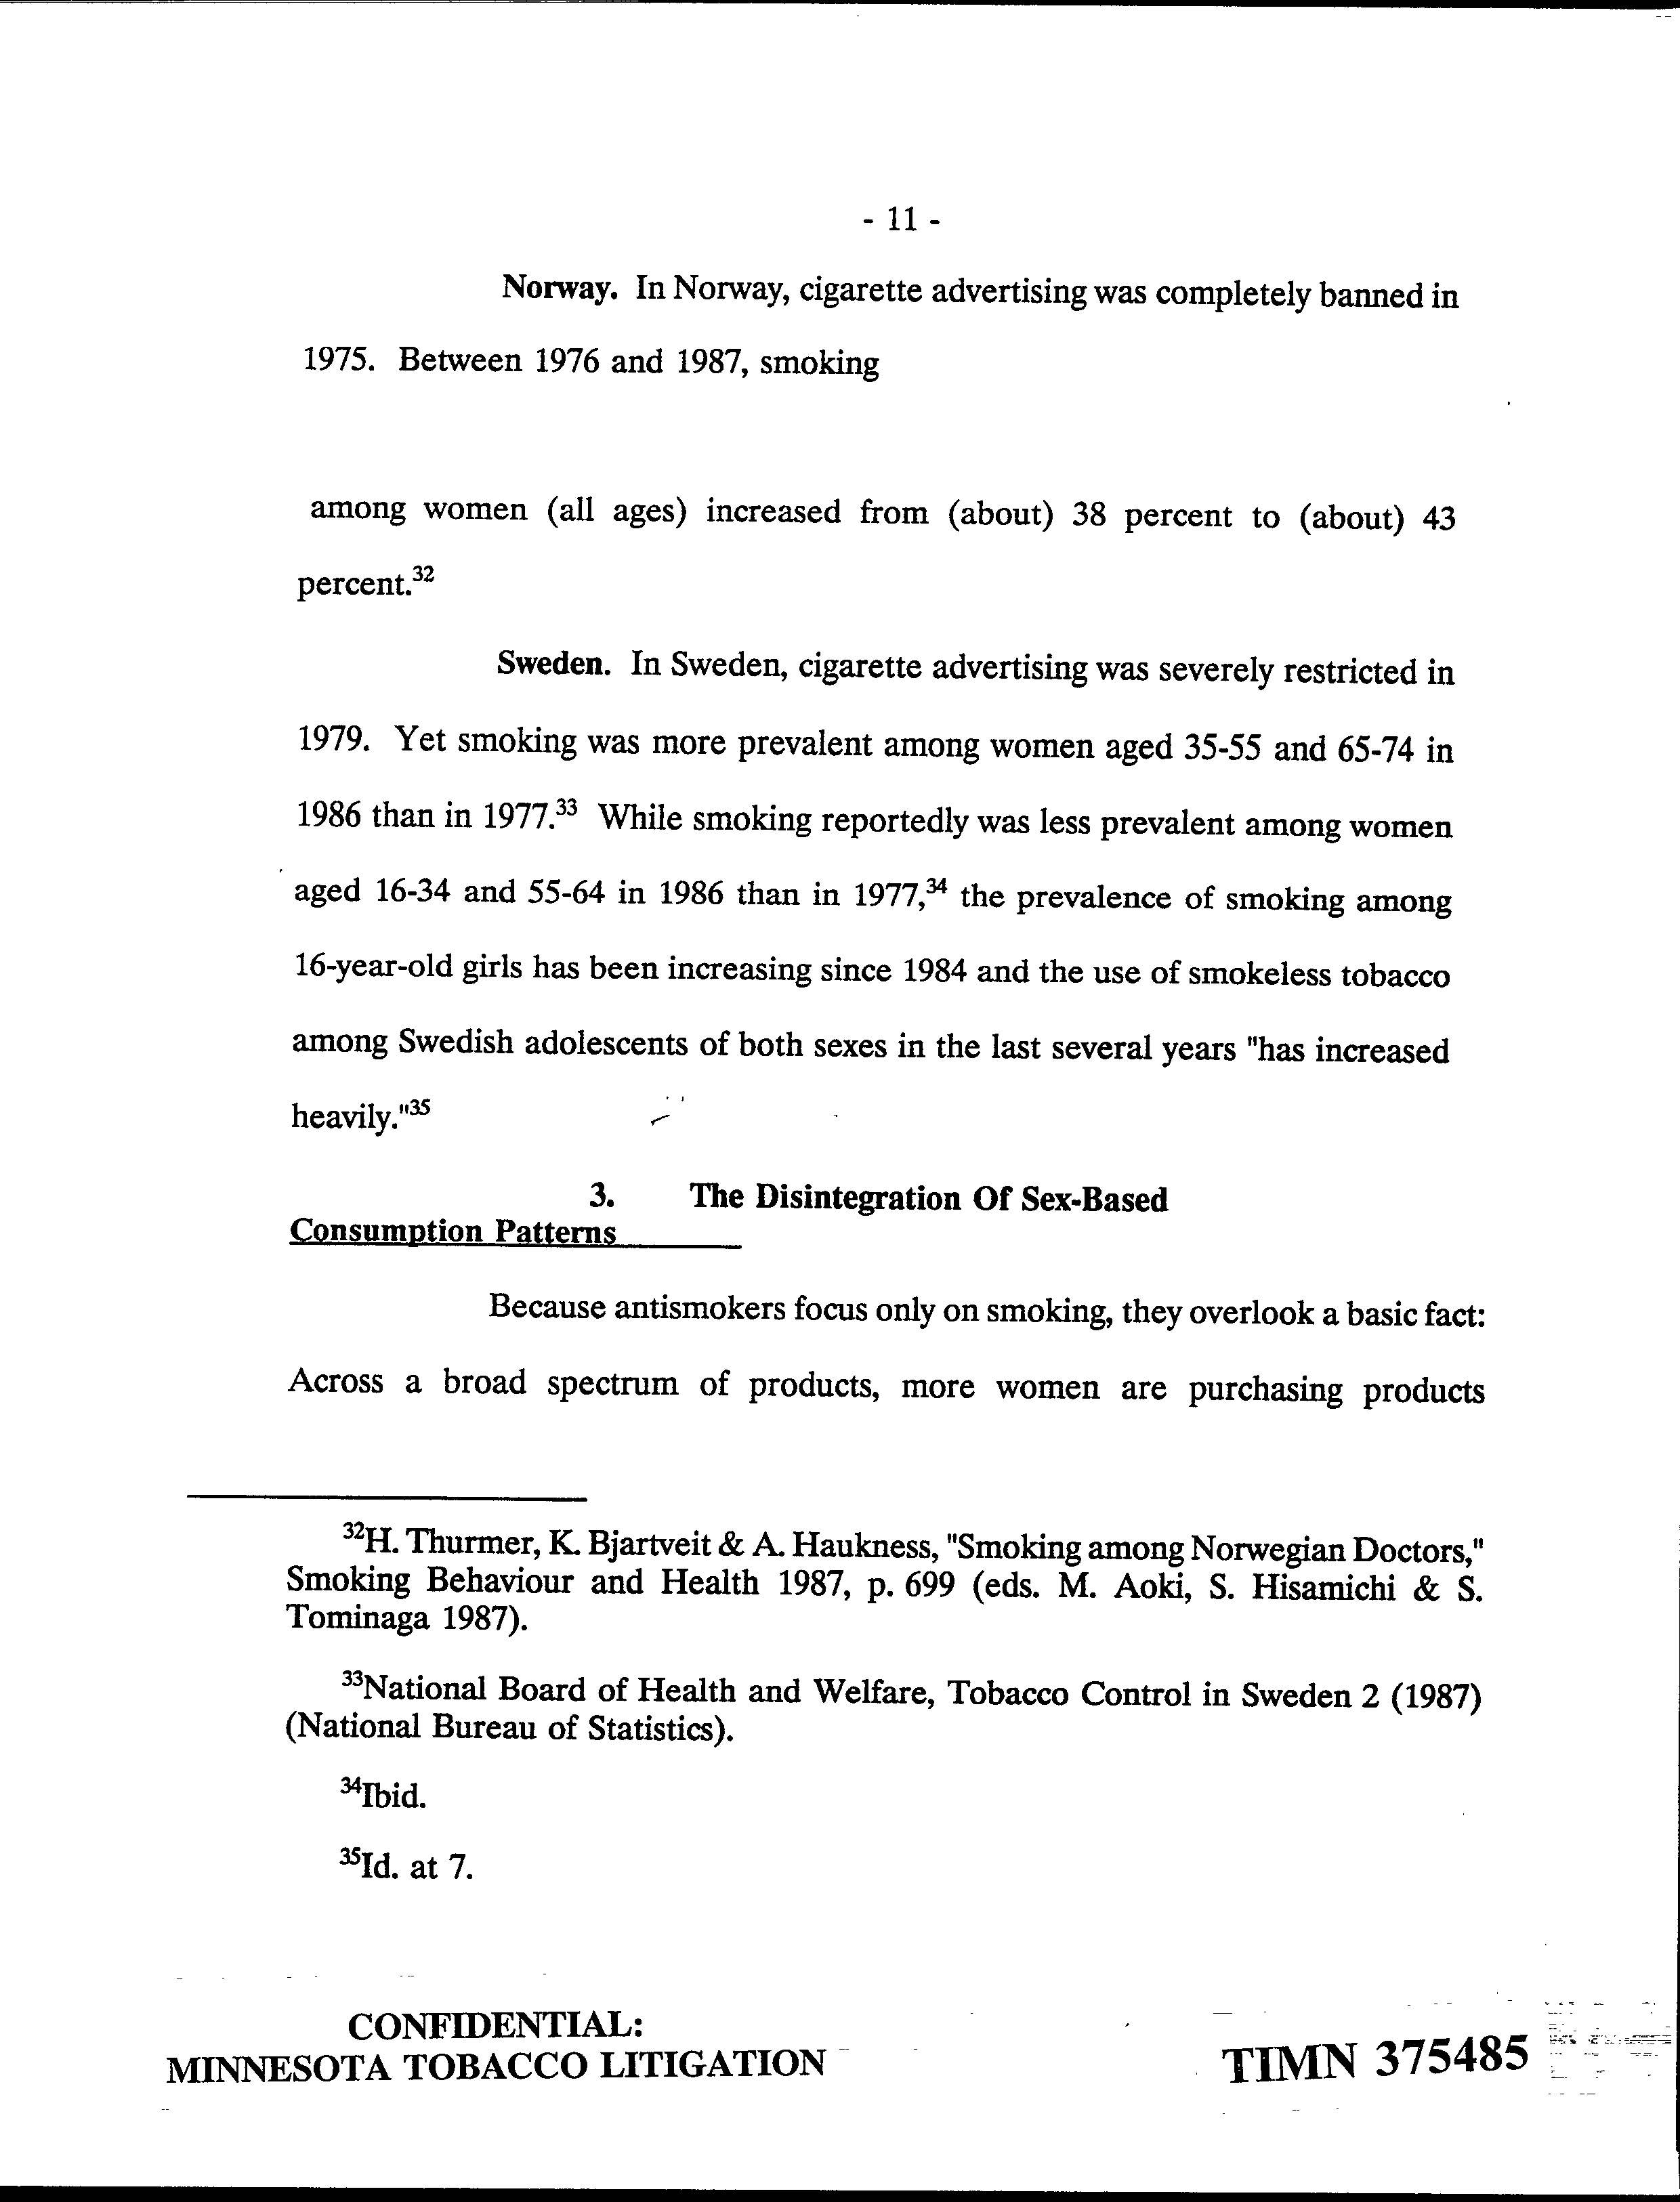 - 11 -
Norway. In Norway, cigarette advertising was completely banned in
1975. Between 1976 and 1987, smoking
among women (all ages) increased from (about) 38 percent to (about) 43
percent.32
Sweden. In Sweden, cigarette advertising was severely restricted in
1979. Yet smoking was more prevalent among women aged 35-55 and 65-74 in
1986 than in 1977.33 While smoking reportedly was less prevalent among women
aged 16-34 and 55-64 in 1986 than in 1977,34 the prevalence of smoking among
16-year-old girls has been increasing since 1984 and the use of smokeless tobacco
among Swedish adolescents of both sexes in the last several years "has increased
heavily."35
3. The Disintegration Of Sex-Based
Consumption Patterns
Because antismokers focus only on smoking, they overlook a basic fact:
Across a broad spectrum of products, more women are purchasing products
32H. Thurmer, K. Bjartveit & A. Haukness, "Smoking among Norwegian Doctors,"
Smoking Behaviour and Health 1987, p. 699 (eds. M. Aoki, S. Hisamichi & S.
Tominaga 1987).
33National Board of Health and Welfare, Tobacco Control in Sweden 2 (1987)
(National Bureau of Statistics).
34Ibid.
35Id. at 7.
CONFIDENTIAL:
MINNESOTA TOBACCO LITIGATION
TIMN 375485